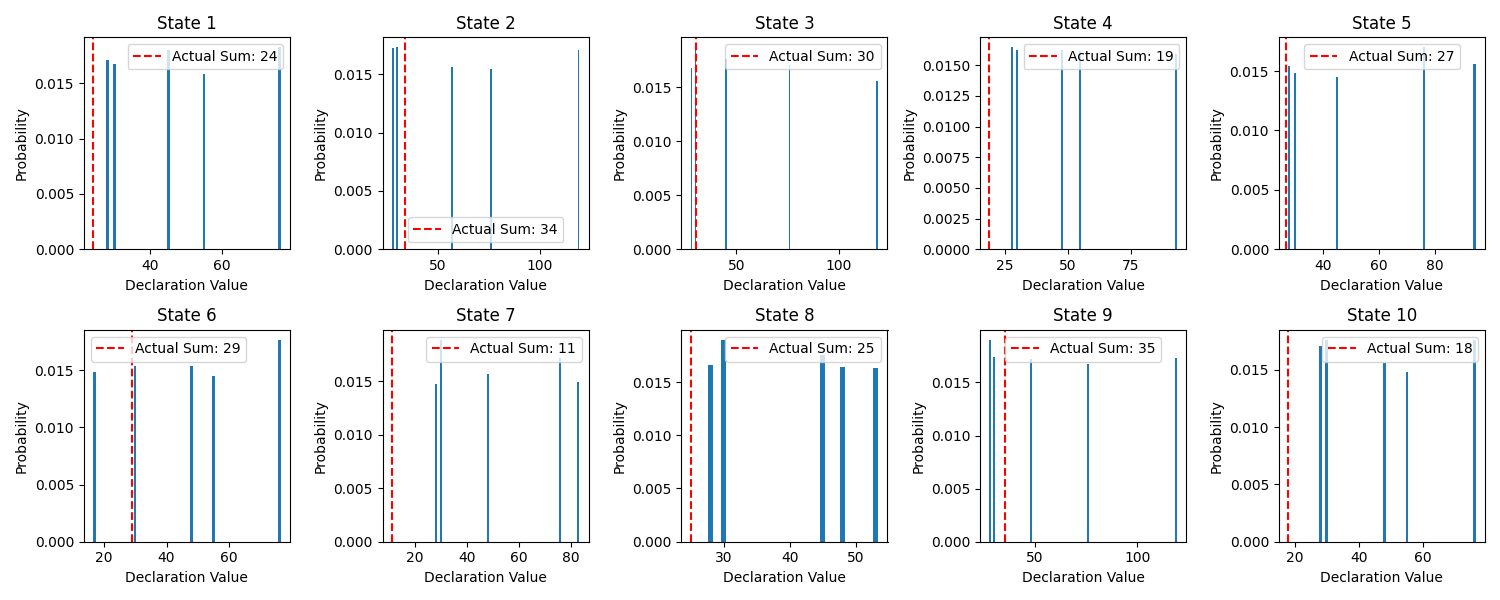 State 1
Actual Sum: 24
Probability
0.015
0.010
0.005
0.000
40
60
Declaration Value
State 2
Actual Sum: 34
Probability
0.015
0.010
0.005
0.000
50
100
Declaration Value
State 3
Actual Sum: 30
Probability
0.015
0.010
0.005
0.000
50
100
Declaration Value
State 4
Actual Sum: 19
Probability
0.0150
0.0125
0.0100
0.0075
0.0050
0.0025
0.0000
25
50
75
Declaration Value
State 5
Actual Sum: 27
Probability
0.015
0.010
0.005
0.000
40
60
80
Declaration Value
State 6
Actual Sum: 29
Probability
0.015
0.010
0.005
0.000
20
40
60
Declaration Value
State 7
Actual Sum: 11
Probability
0.015
0.010
0.005
0.000
20
40
60
80
Declaration Value
State 8
Actual Sum: 25
Probability
0.015
0.010
0.005
0.000
30
40
50
Declaration Value
State 9
Actual Sum: 35
Probability
0.015
0.010
0.005
0.000
50
100
Declaration Value
State 10
Actual Sum: 18
Probability
0.015
0.010
0.005
0.000
20
40
60
Declaration Value